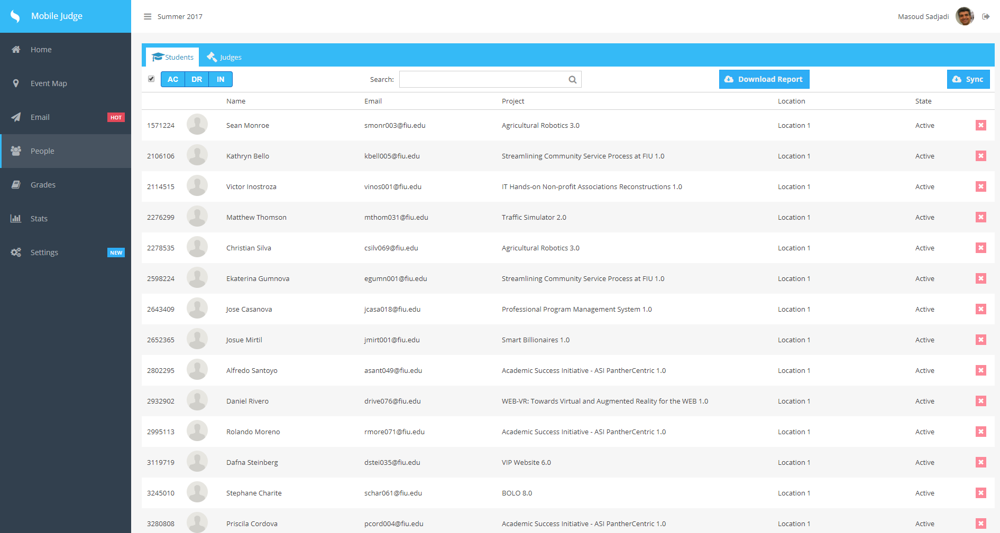 Mobile Judge
Summer 2017
Masoud Sadjadi
Home
Event Map
Email HOT
People
Grades
Stats
Settings NEW
Students Judges
AC DR IN Search: Download Report Sync
Name Email Project Location State
1571224 Sean Monroe smonr003@fiu.edu Agricultural Robotics 3.0 Location 1 Active
2106106 Kathryn Bello kbell005@fiu.edu Streamlining Community Service Process at FIU 1.0 Location 1 Active
2114515 Victor Inostroza vinos001@fiu.edu IT Hands-on Non-profit Associations Reconstructions 1.0 Location 1 Active
2276299 Matthew Thomson mthom031@fiu.edu Traffic Simulator 2.0 Location 1 Active
2278535 Christian Silva csilv069@fiu.edu Agricultural Robotics 3.0 Location 1 Active
2598224 Ekaterina Gumnova egumn001@fiu.edu Streamlining Community Service Process at FIU 1.0 Location 1 Active
2643409 Jose Casanova jcasa018@fiu.edu Professional Program Management System 1.0 Location 1 Active
2652365 Josue Mirtil jmirt001@fiu.edu Smart Billionaires 1.0 Location 1 Active
2802295 Alfredo Santoyo asant049@fiu.edu Academic Success Initiative - ASI PantherCentric 1.0 Location 1 Active
2932902 Daniel Rivero drive076@fiu.edu WEB-VR: Towards Virtual and Augmented Reality for the WEB 1.0 Location 1 Active
2995113 Rolando Moreno rmore071@fiu.edu Academic Success Initiative - ASI PantherCentric 1.0 Location 1 Active
3119719 Dafna Steinberg dstei035@fiu.edu VIP Website 6.0 Location 1 Active
3245010 Stephane Charite schar061@fiu.edu BOLO 8.0 Location 1 Active
3280808 Priscila Cordova pcord004@fiu.edu Academic Success Initiative - ASI PantherCentric 1.0 Location 1 Active